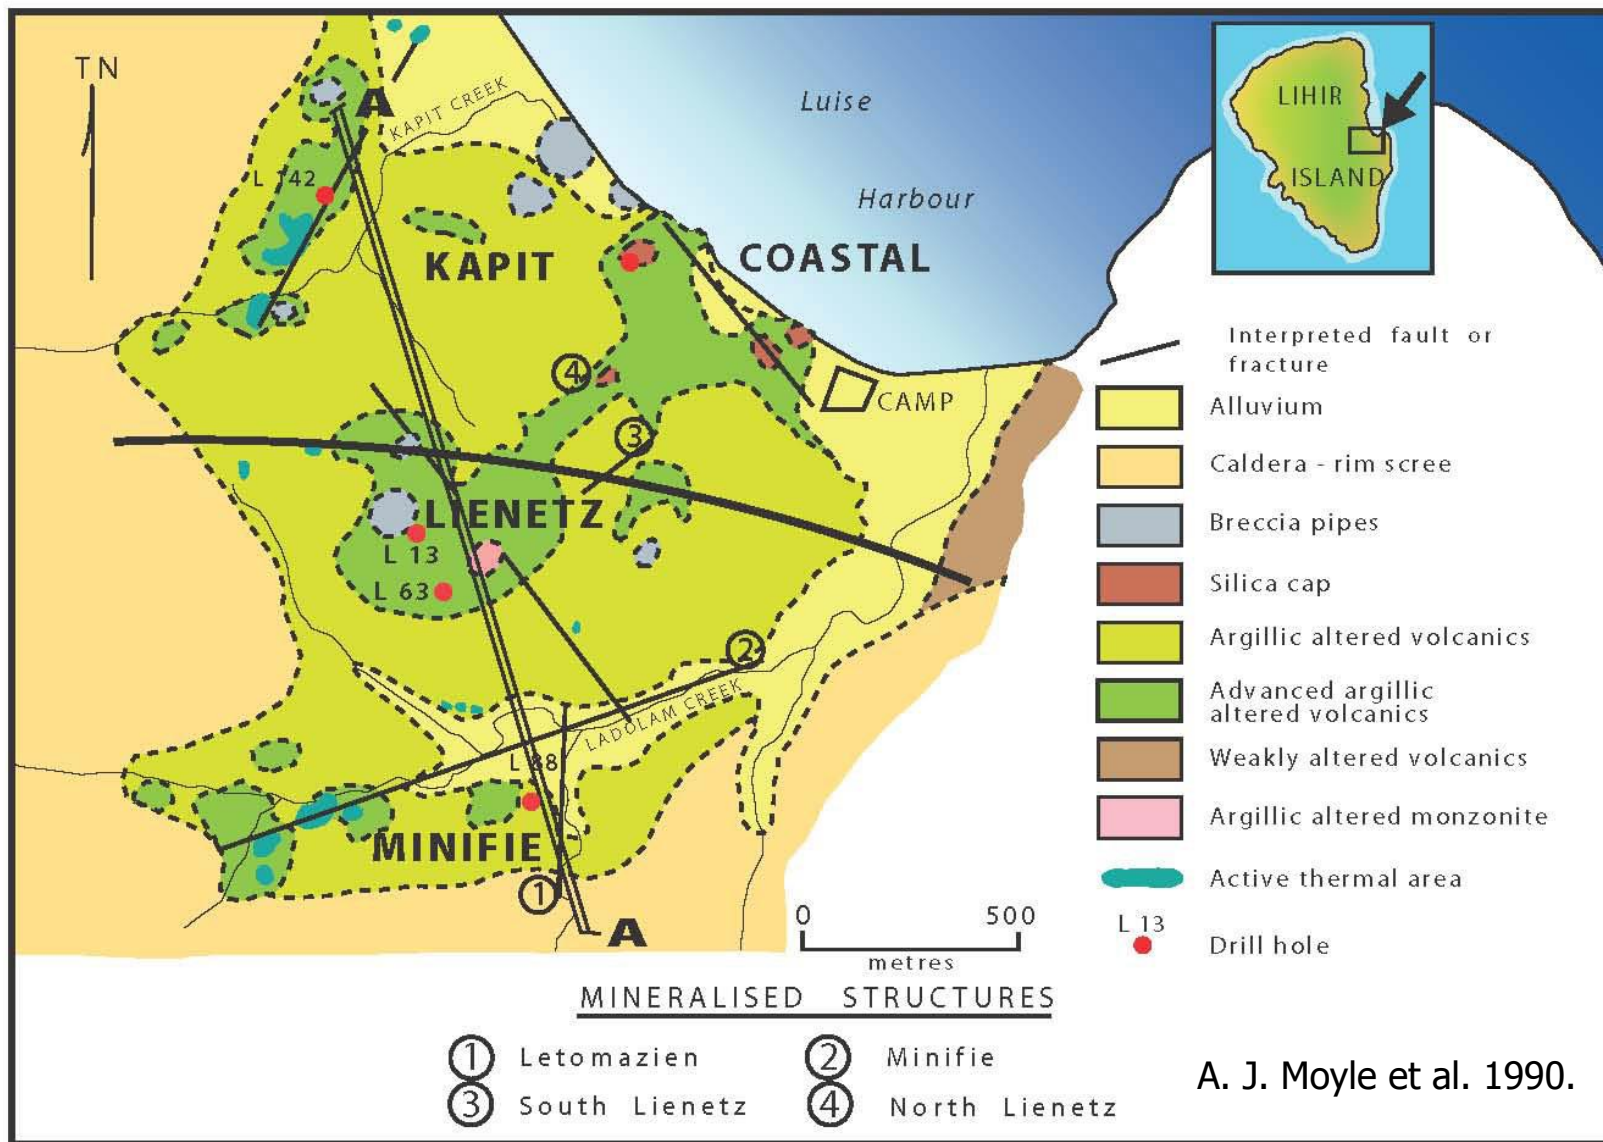 TN
A
KAPIT CREEK
Luise
Harbour
LIHIR
ISLAND
L 142
KAPIT
COASTAL
4
CAMP
3
LIENETZ
L 13
L 63
2
LADOLAM CREEK
L 88
MINIFIE
1
A
0 500
metres
Interpreted fault or
fracture
Alluvium
Caldera - rim scree
Breccia pipes
Silica cap
Argillic altered volcanics
Advanced argillic
altered volcanics
Weakly altered volcanics
Argillic altered monzonite
Active thermal area
L 13
Drill hole
MINERALISED STRUCTURES
1 Letomazien
2 Minifie
3 South Lienetz
4 North Lienetz
A. J. Moyle et al. 1990.